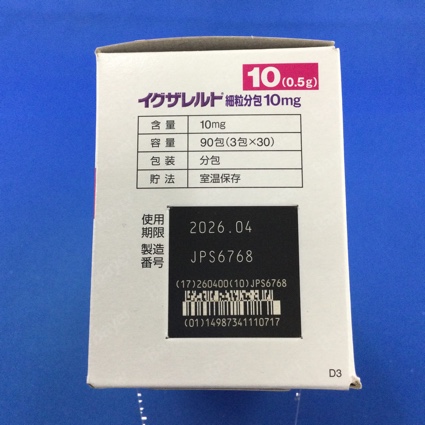 10(0.5g)
イグザレルト細粒分包10mg
含量 10mg
容量 90包(3包×30)
包装 分包
貯法 室温保存
使用期限 2026.04
製造番号 JPS6768
(17)260400(10)JPS6768
(01)14987341110717
D3